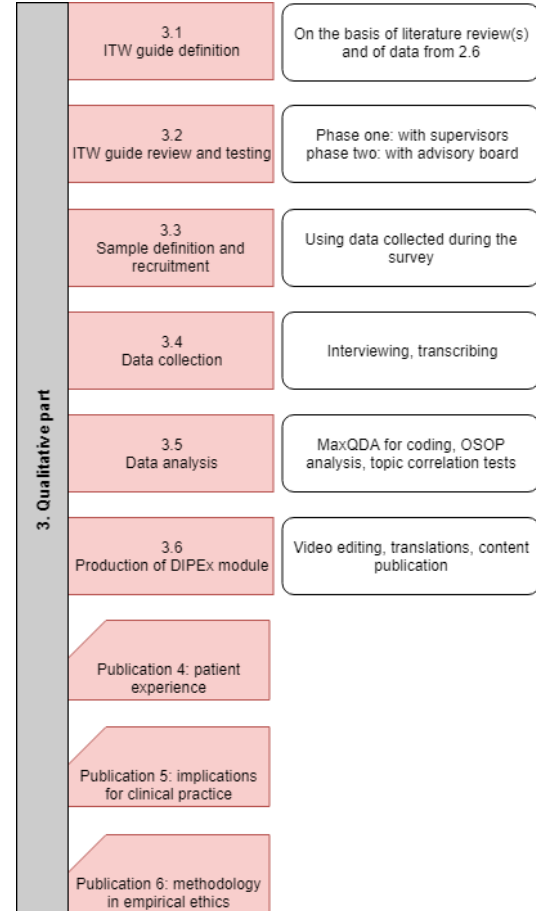 3. Qualitative part
3.1
ITW guide definition
On the basis of literature review(s)
and of data from 2.6
3.2
ITW guide review and testing
Phase one: with supervisors
phase two: with advisory board
3.3
Sample definition and
recruitment
Using data collected during the
survey
3.4
Data collection
Interviewing, transcribing
3.5
Data analysis
MaxQDA for coding, OSOP
analysis, topic correlation tests
3.6
Production of DIPEx module
Video editing, translations, content
publication
Publication 4: patient
experience
Publication 5: implications
for clinical practice
Publication 6: methodology
in empirical ethics